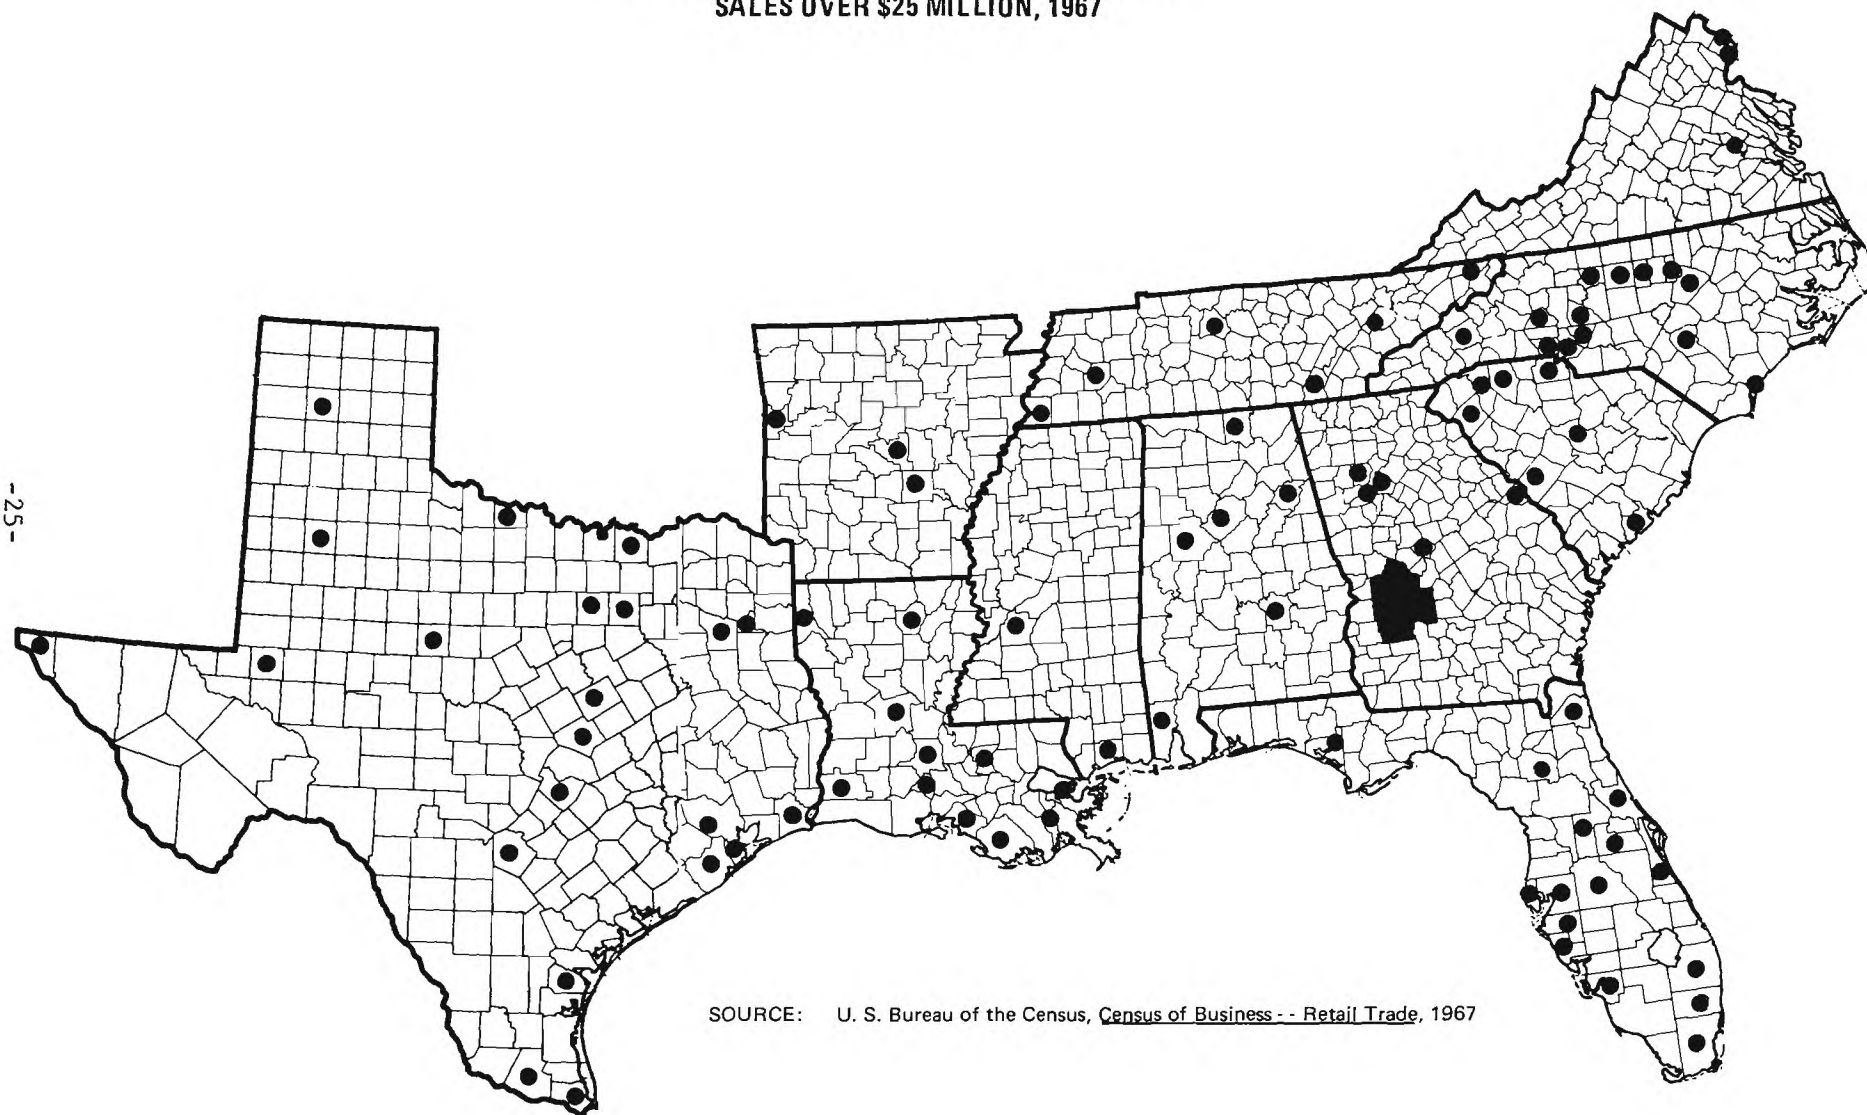 SALES OVER $25 MILLION, 1967
-25-
SOURCE: U. S. Bureau of the Census, Census of Business - - Retail Trade, 1967